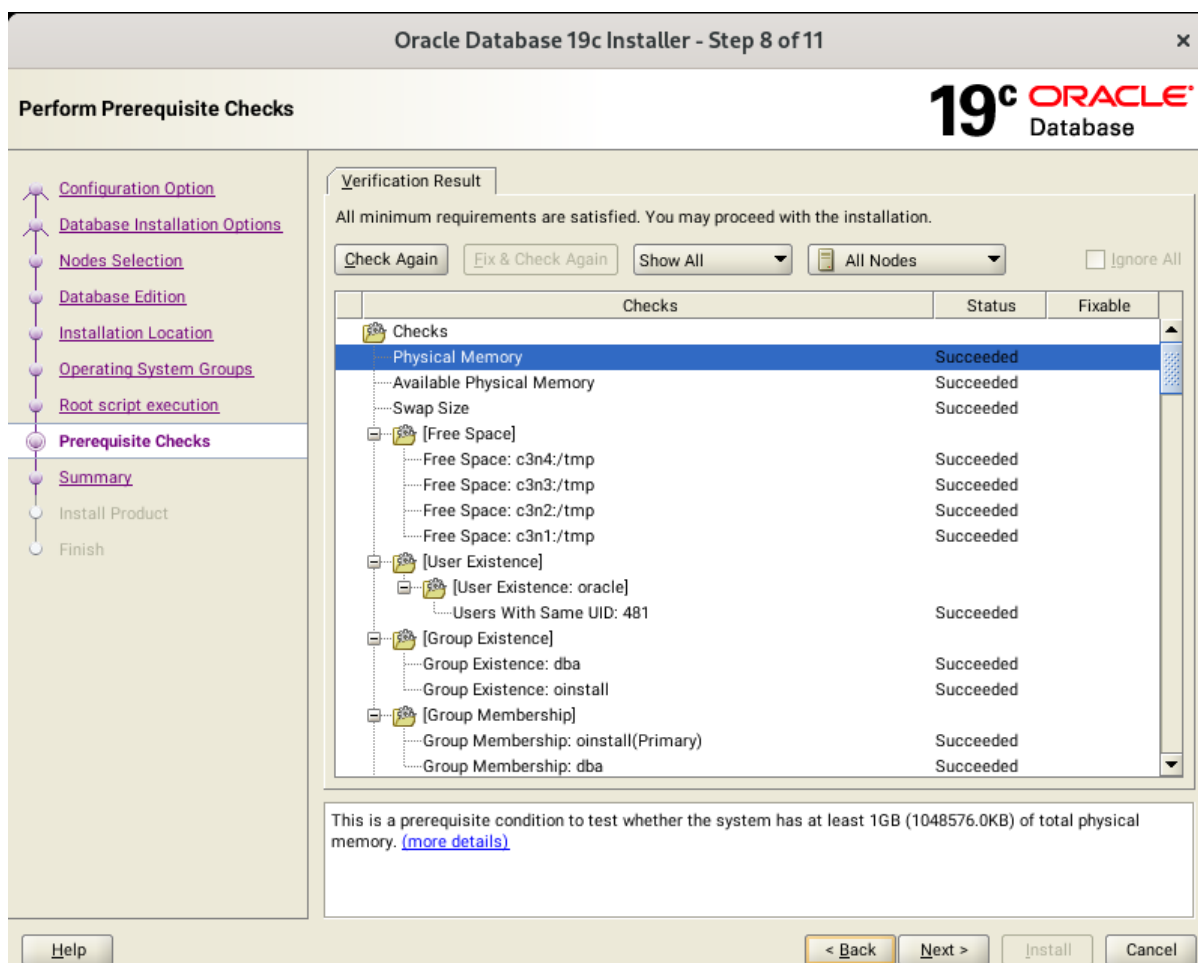 Oracle Database 19c Installer - Step 8 of 11
Perform Prerequisite Checks
19c ORACLE
Database
Configuration Option
Database Installation Options
Nodes Selection
Database Edition
Installation Location
Operating System Groups
Root script execution
Prerequisite Checks
Summary
Install Product
Finish
Verification Result
All minimum requirements are satisfied. You may proceed with the installation.
Check Again Fix & Check Again Show All All Nodes Ignore All
Checks Status Fixable
Checks
Physical Memory Succeeded
Available Physical Memory Succeeded
Swap Size Succeeded
[Free Space]
Free Space: c3n4:/tmp Succeeded
Free Space: c3n3:/tmp Succeeded
Free Space: c3n2:/tmp Succeeded
Free Space: c3n1:/tmp Succeeded
[User Existence]
[User Existence: oracle]
Users With Same UID: 481 Succeeded
[Group Existence]
Group Existence: dba Succeeded
Group Existence: oinstall Succeeded
[Group Membership]
Group Membership: oinstall(Primary) Succeeded
Group Membership: dba Succeeded
This is a prerequisite condition to test whether the system has at least 1GB (1048576.0KB) of total physical
memory. (more details)
Help < Back Next > Install Cancel